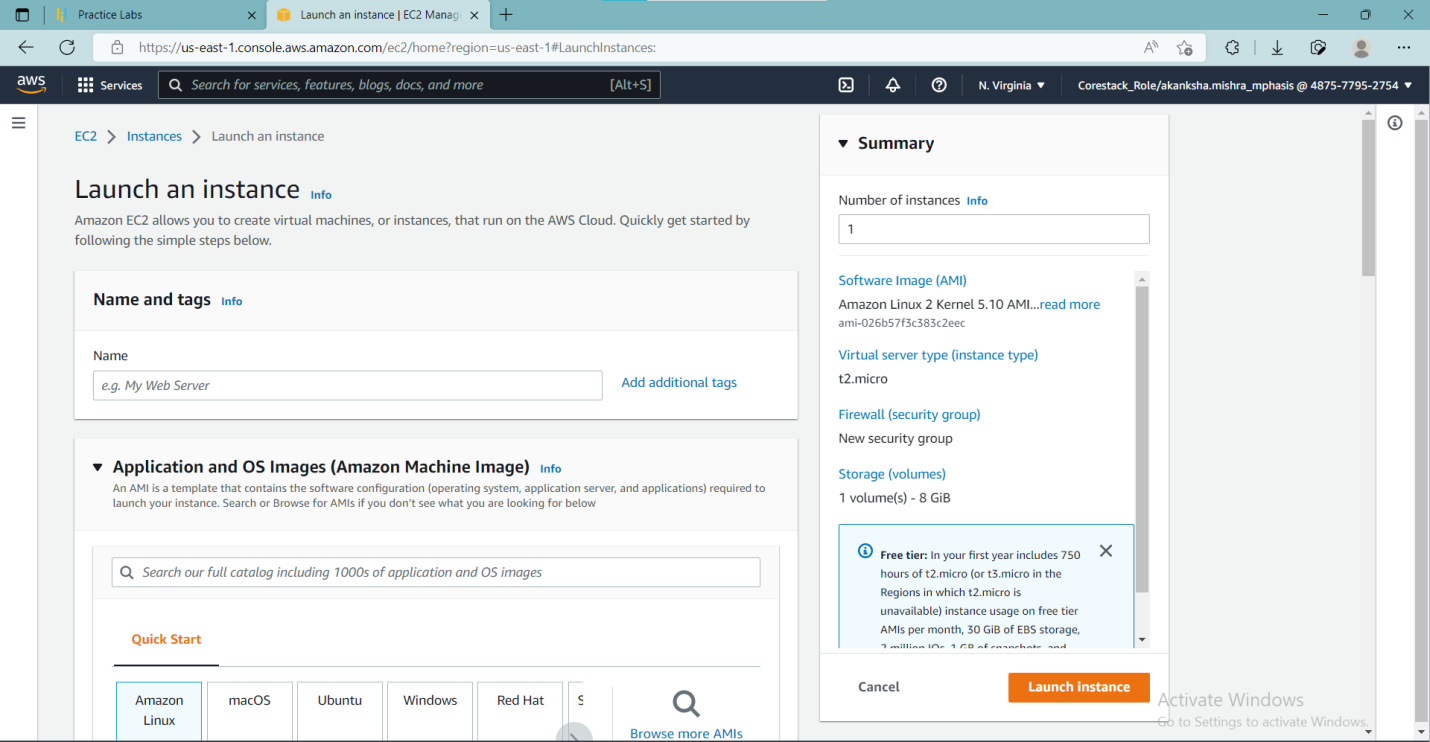 Practice Labs
Launch an instance | EC2 Manag
https://us-east-1.console.aws.amazon.com/ec2/home?region=us-east-1#LaunchInstances:
aws
Services
Search for services, features, blogs, docs, and more
[Alt+S]
N. Virginia ▼
Corestack_Role/akanksha.mishra_mphasis @ 4875-7795-2754 ▼
EC2 > Instances > Launch an instance
Launch an instance Info
Amazon EC2 allows you to create virtual machines, or instances, that run on the AWS Cloud. Quickly get started by
following the simple steps below.
Name and tags Info
Name
e.g. My Web Server
Add additional tags
▼ Application and OS Images (Amazon Machine Image) Info
An AMI is a template that contains the software configuration (operating system, application server, and applications) required to
launch your instance. Search or Browse for AMIs if you don't see what you are looking for below
Search our full catalog including 1000s of application and OS images
Quick Start
Amazon
Linux
macOS
Ubuntu
Windows
Red Hat
S
Browse more AMIs
▼ Summary
Number of instances Info
1
Software Image (AMI)
Amazon Linux 2 Kernel 5.10 AMI...read more
ami-026b57f3c383c2eec
Virtual server type (instance type)
t2.micro
Firewall (security group)
New security group
Storage (volumes)
1 volume(s) - 8 GiB
Free tier: In your first year includes 750
hours of t2.micro (or t3.micro in the
Regions in which t2.micro is
unavailable) instance usage on free tier
AMIs per month, 30 GiB of EBS storage,
2 million IOs, 1 GB of snapshots, and
Cancel
Launch instance
Activate Windows
Go to Settings to activate Windows.